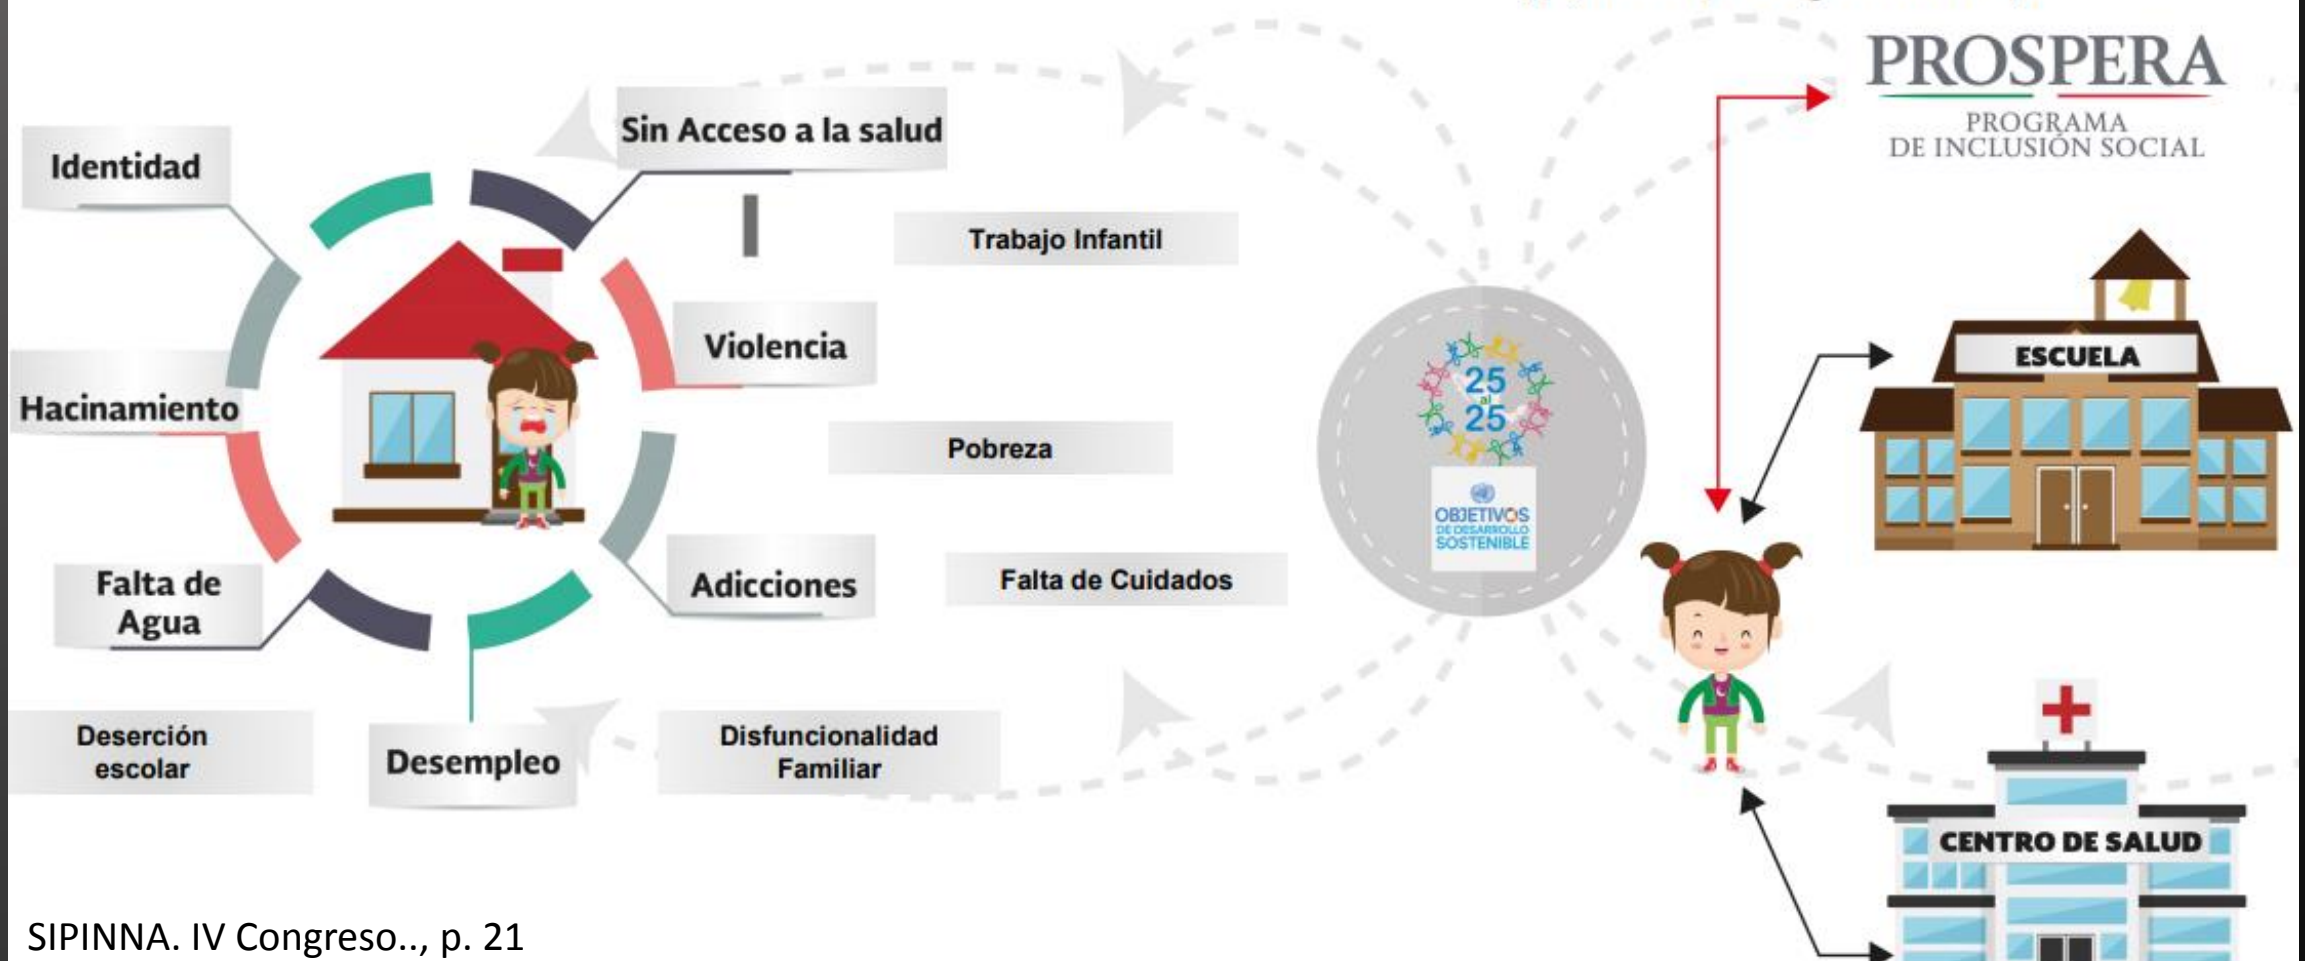 PROSPERA
PROGRAMA
DE INCLUSIÓN SOCIAL
Sin Acceso a la salud
Identidad
Trabajo Infantil
Violencia
Hacinamiento
Pobreza
Falta de
Agua
Adicciones
Falta de Cuidados
Deserción
escolar
Desempleo
Disfuncionalidad
Familiar
25
al
25
OBJETIVOS
DE DESARROLLO
SOSTENIBLE
ESCUELA
CENTRO DE SALUD
SIPINNA. IV Congreso.., p. 21